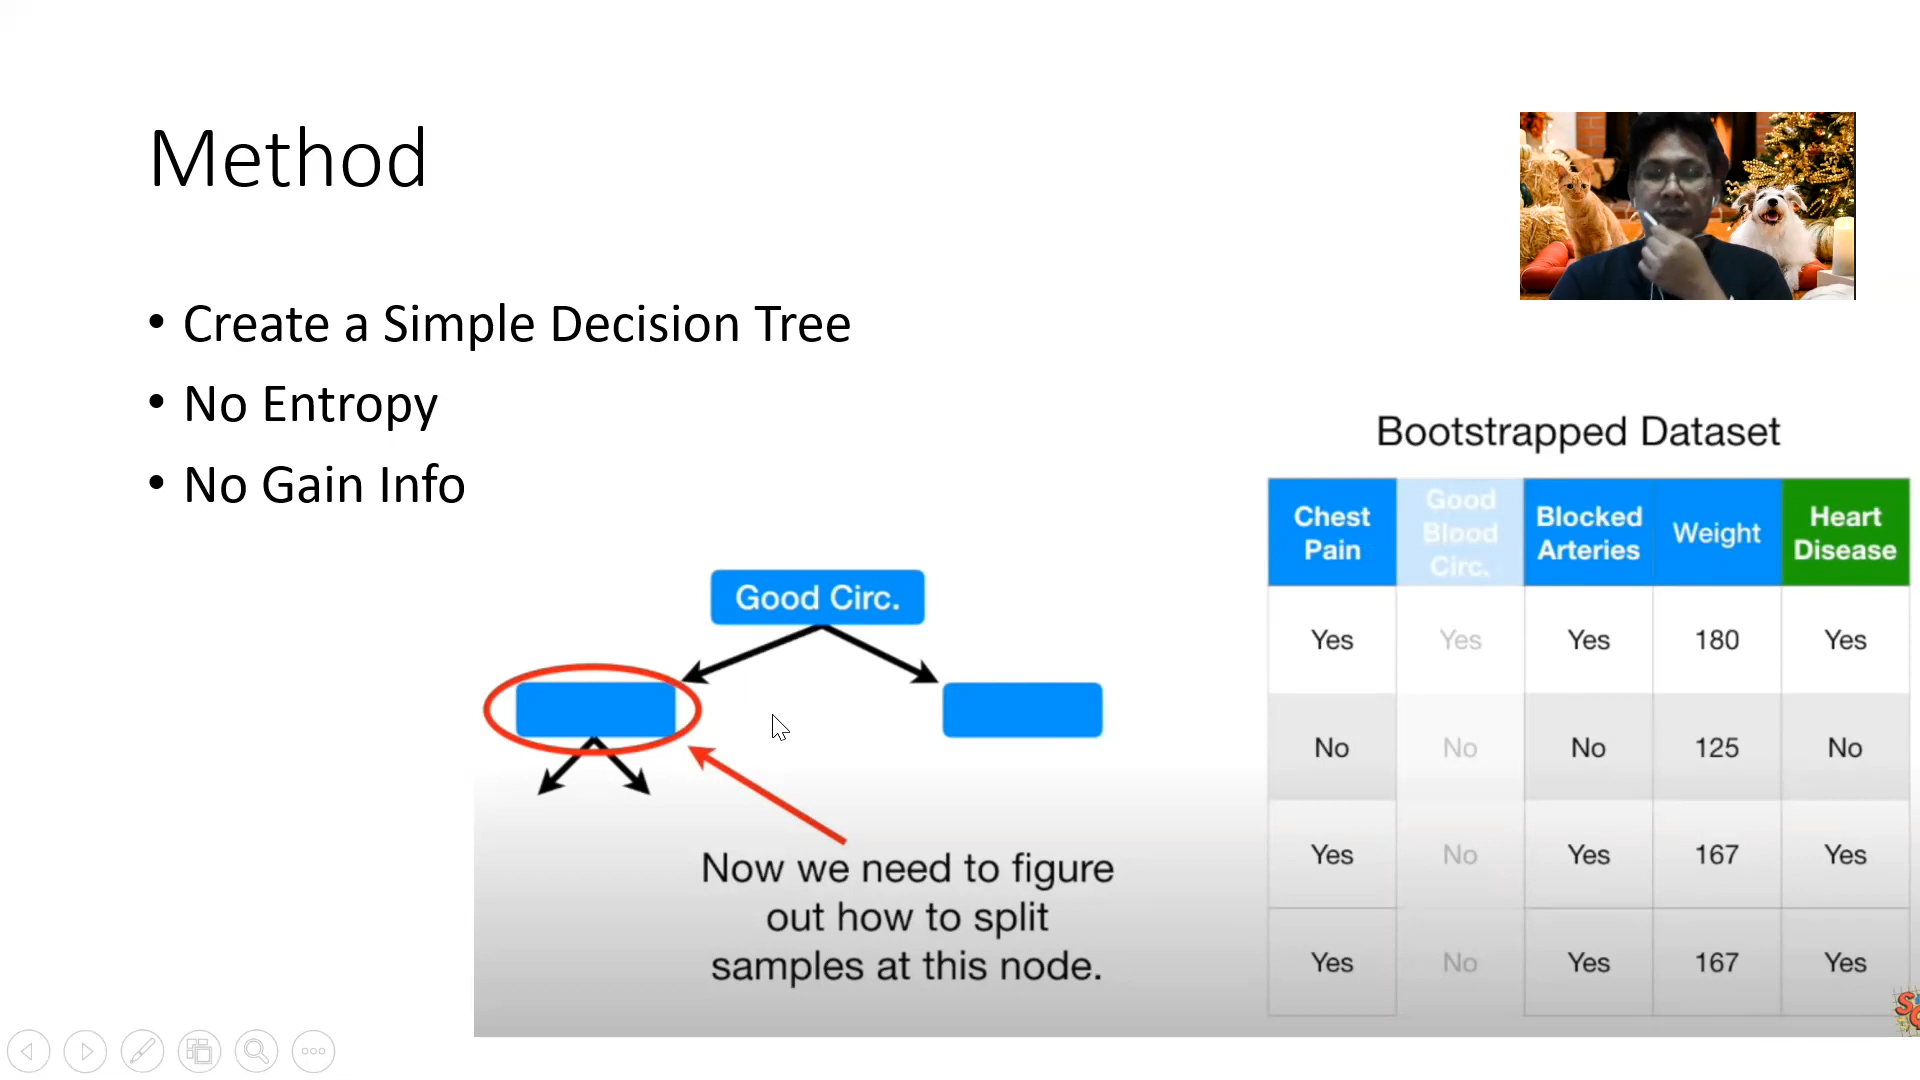 Method
• Create a Simple Decision Tree
• No Entropy
• No Gain Info
Good Circ.
Now we need to figure
out how to split
samples at this node.
Bootstrapped Dataset
Chest Pain Good Blood Circ. Blocked Arteries Weight Heart Disease
Yes Yes Yes 180 Yes
No No No 125 No
Yes No Yes 167 Yes
Yes No Yes 167 Yes